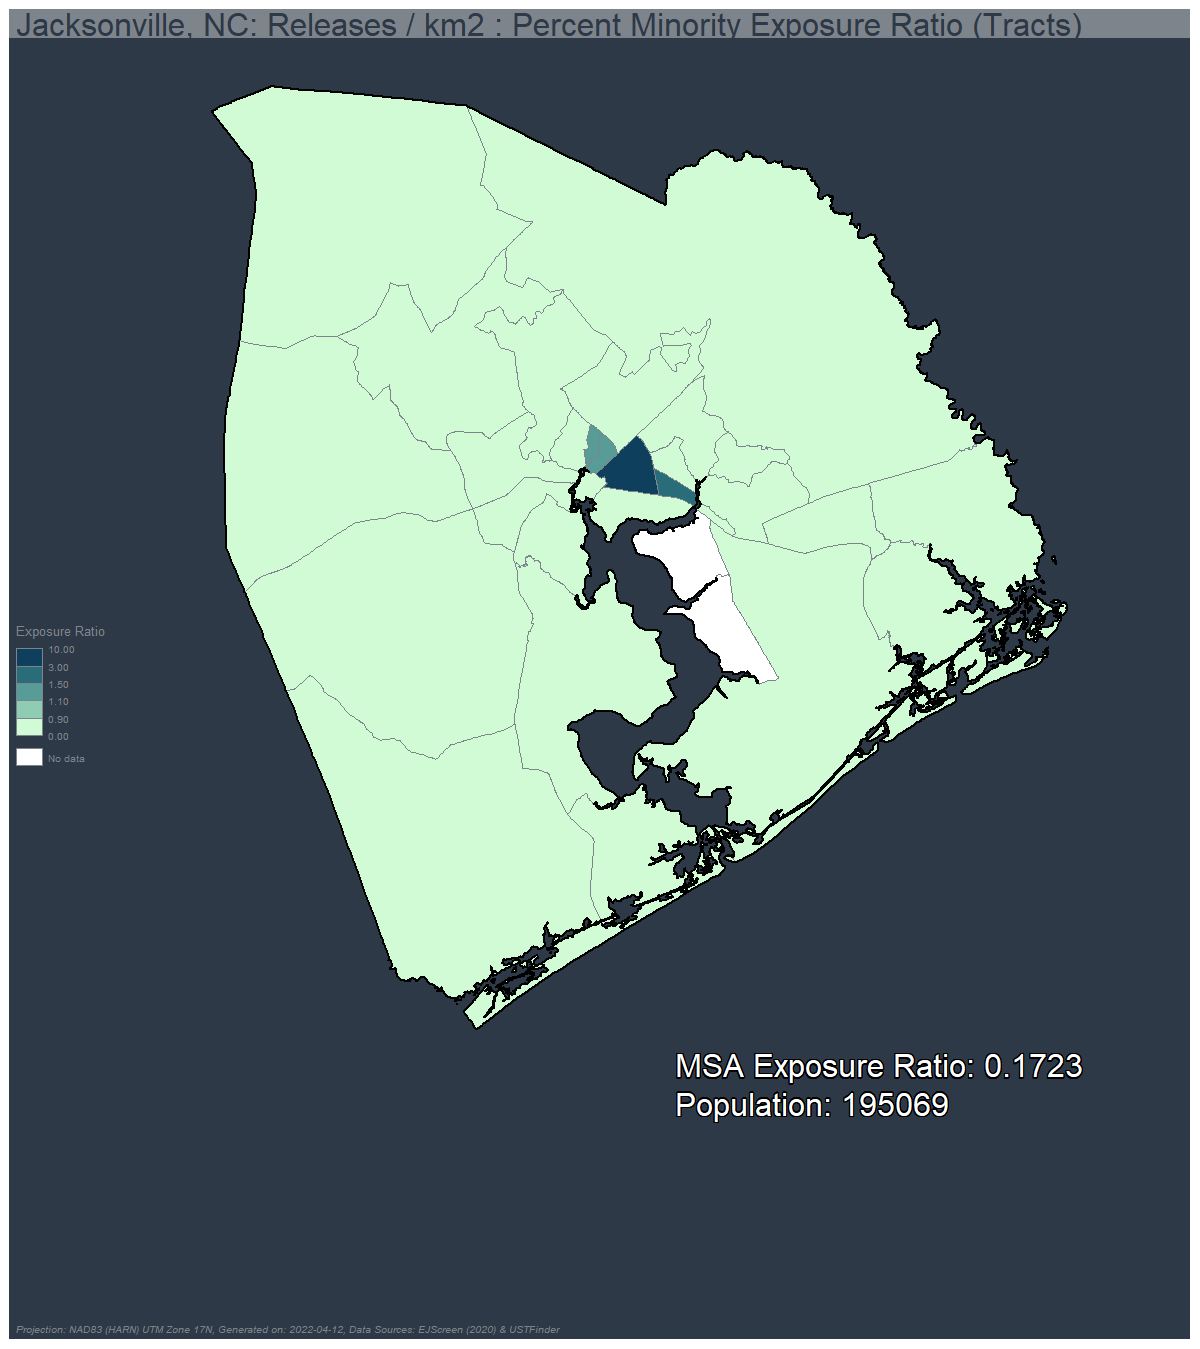 Jacksonville, NC: Releases / km2 : Percent Minority Exposure Ratio (Tracts)
Exposure Ratio
10.00
3.00
1.50
1.10
0.90
0.00
No data
MSA Exposure Ratio: 0.1723
Population: 195069
Projection: NAD83 (HARN) UTM Zone 17N, Generated on: 2022-04-12, Data Sources: EJScreen (2020) & USTFinder